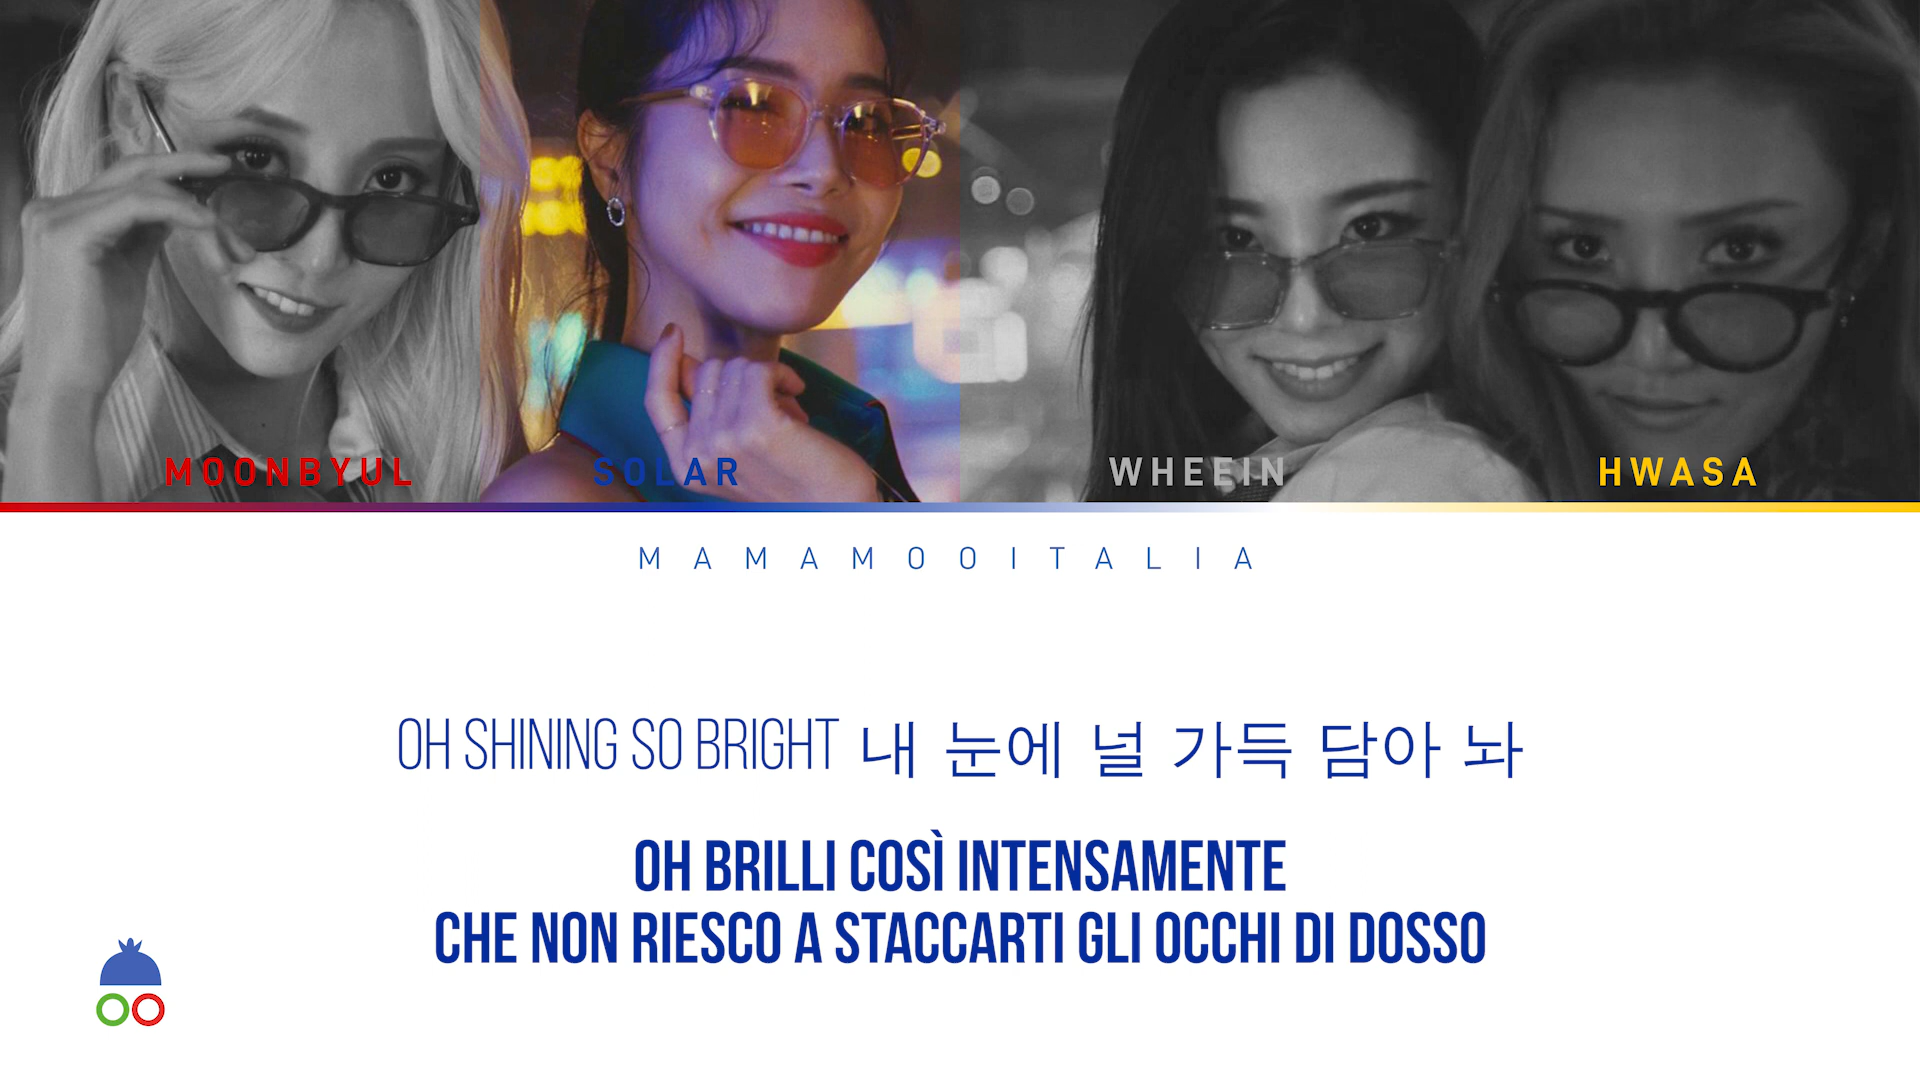 MOONBYUL SOLAR WHEEIN HWASA
MAMAMOOITALIA
OH SHINING SO BRIGHT 내 눈에 널 가득 담아 놔
OH BRILLI COSÌ INTENSAMENTE
CHE NON RIESCO A STACCARTI GLI OCCHI DI DOSSO